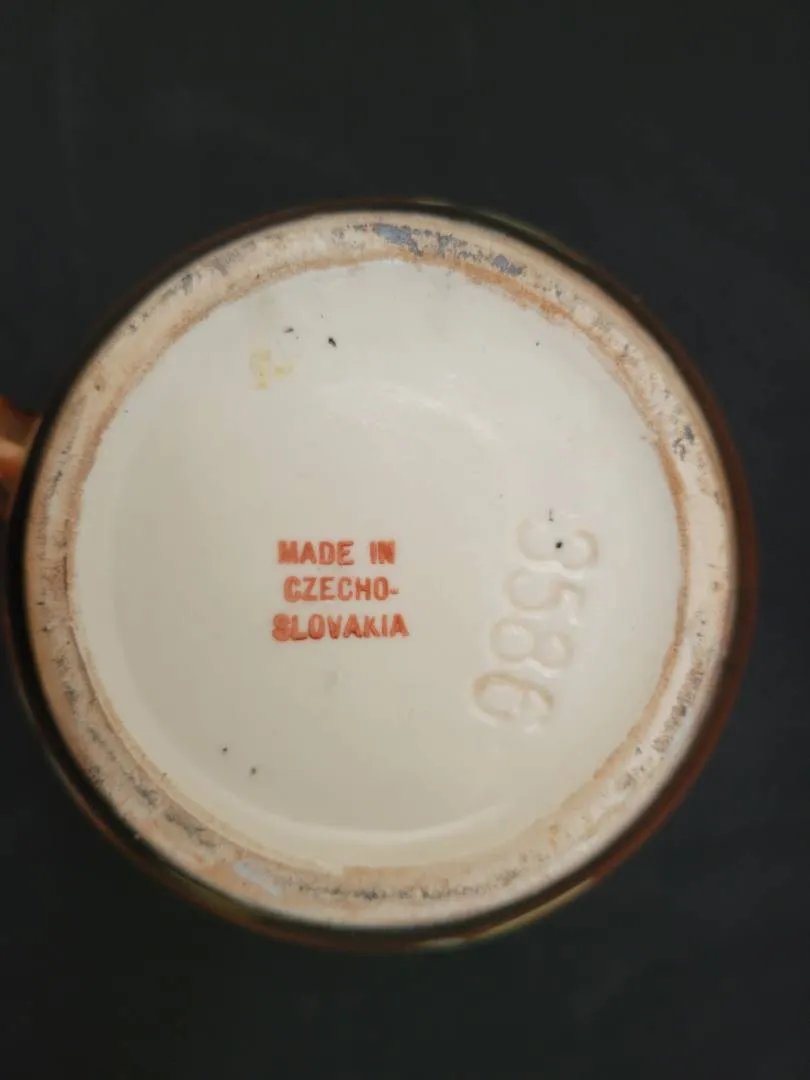 MADE IN
CZECHO-
SLOVAKIA
3586